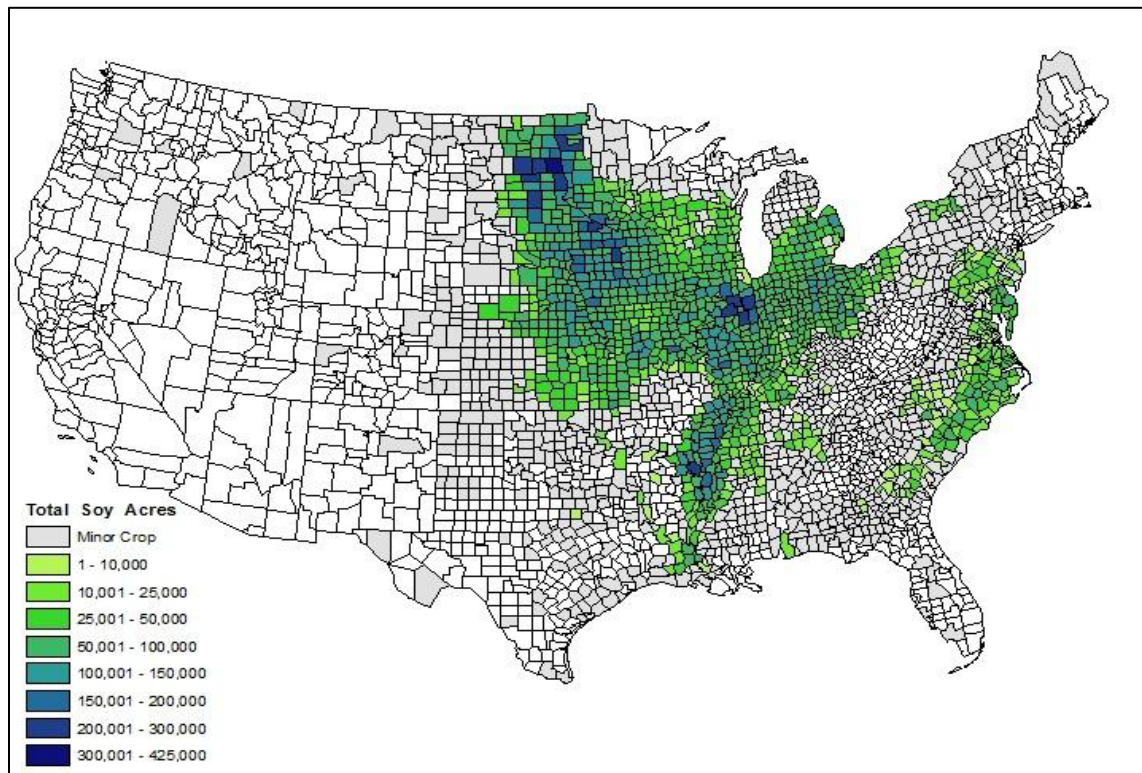 Total Soy Acres
Minor Crop
1 - 10,000
10,001 - 25,000
25,001 - 50,000
50,001 - 100,000
100,001 - 150,000
150,001 - 200,000
200,001 - 300,000
300,001 - 425,000